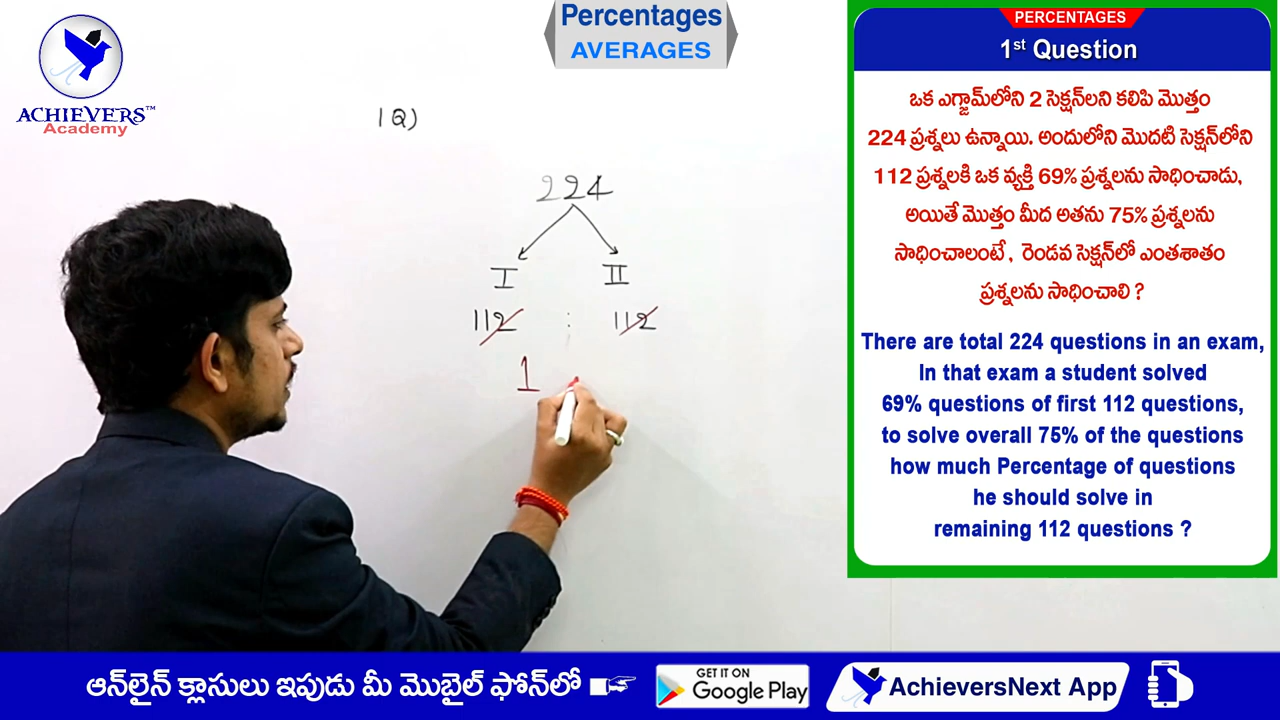 ACHIEVERS™
Academy
Percentages
AVERAGES
PERCENTAGES
1st Question
ఒక ఎగ్జామ్‌లోని 2 సెక్షన్‌లని కలిపి మొత్తం
224 ప్రశ్నలు ఉన్నాయి. అందులోని మొదటి సెక్షన్‌లోని
112 ప్రశ్నలకి ఒక వ్యక్తి 69% ప్రశ్నలను సాధించాడు,
అయితే మొత్తం మీద అతను 75% ప్రశ్నలను
సాధించాలంటే, రెండవ సెక్షన్‌లో ఎంతశాతం
ప్రశ్నలను సాధించాలి ?
There are total 224 questions in an exam,
In that exam a student solved
69% questions of first 112 questions,
to solve overall 75% of the questions
how much Percentage of questions
he should solve in
remaining 112 questions ?
1Q)
224
I II
112 : 112
1
ఆన్‌లైన్ క్లాసులు ఇపుడు మీ మొబైల్ ఫోన్‌లో
GET IT ON
Google Play
AchieversNext App